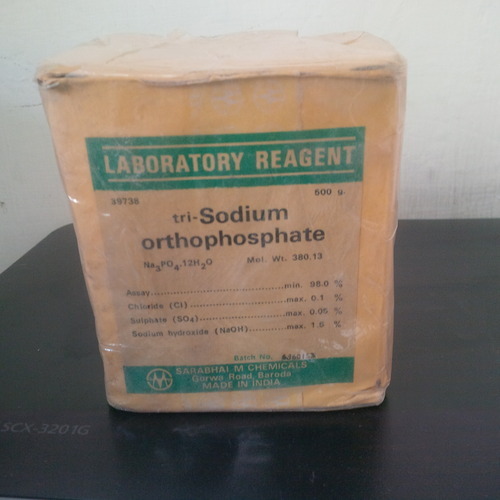 LABORATORY REAGENT
39738 500 g.
tri-Sodium
orthophosphate
Na₃PO₄.12H₂O Mol. Wt. 380.13
Assay....................................min. 98.0 %
Chloride (Cl)..............................max. 0.1 %
Sulphate (SO₄)...........................max. 0.05 %
Sodium hydroxide (NaOH)............max. 1.0 %
Batch No.
SARABHAI M CHEMICALS
Gorwa Road, Baroda
MADE IN INDIA
SCX-3201G